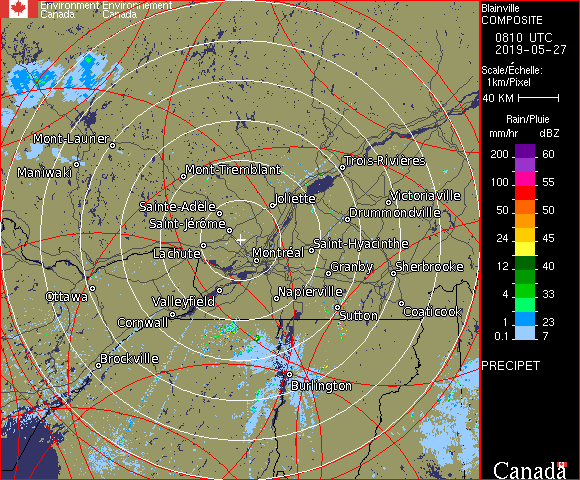 Environment Environnement
Canada Canada
Blainville
COMPOSITE
0810 UTC
2019-05-27
Scale/Échelle:
1km/Pixel
40 KM
Rain/Pluie
mm/hr dBZ
200 60
100 55
50 50
24 45
12 40
4 33
1 23
0.1 7
PRECIPET
Canada
Mont-Laurier
Maniwaki
Mont-Tremblant
Trois-Rivières
Sainte-Adèle
Joliette
Victoriaville
Drummondville
Saint-Jérôme
Lachute
Montréal
Saint-Hyacinthe
Granby
Sherbrooke
Ottawa
Valleyfield
Napierville
Cornwall
Sutton
Coaticook
Brockville
Burlington